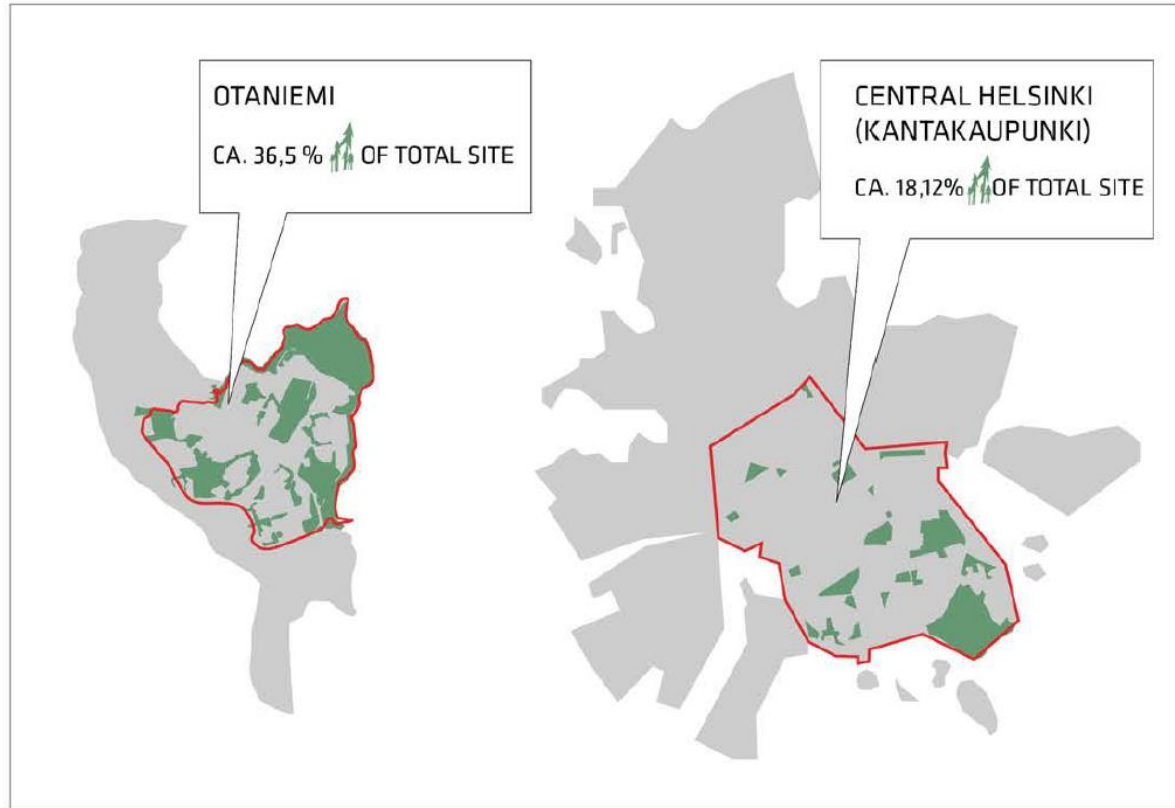 OTANIEMI
CA. 36,5 % OF TOTAL SITE
CENTRAL HELSINKI
(KANTAKAUPUNKI)
CA. 18,12% OF TOTAL SITE